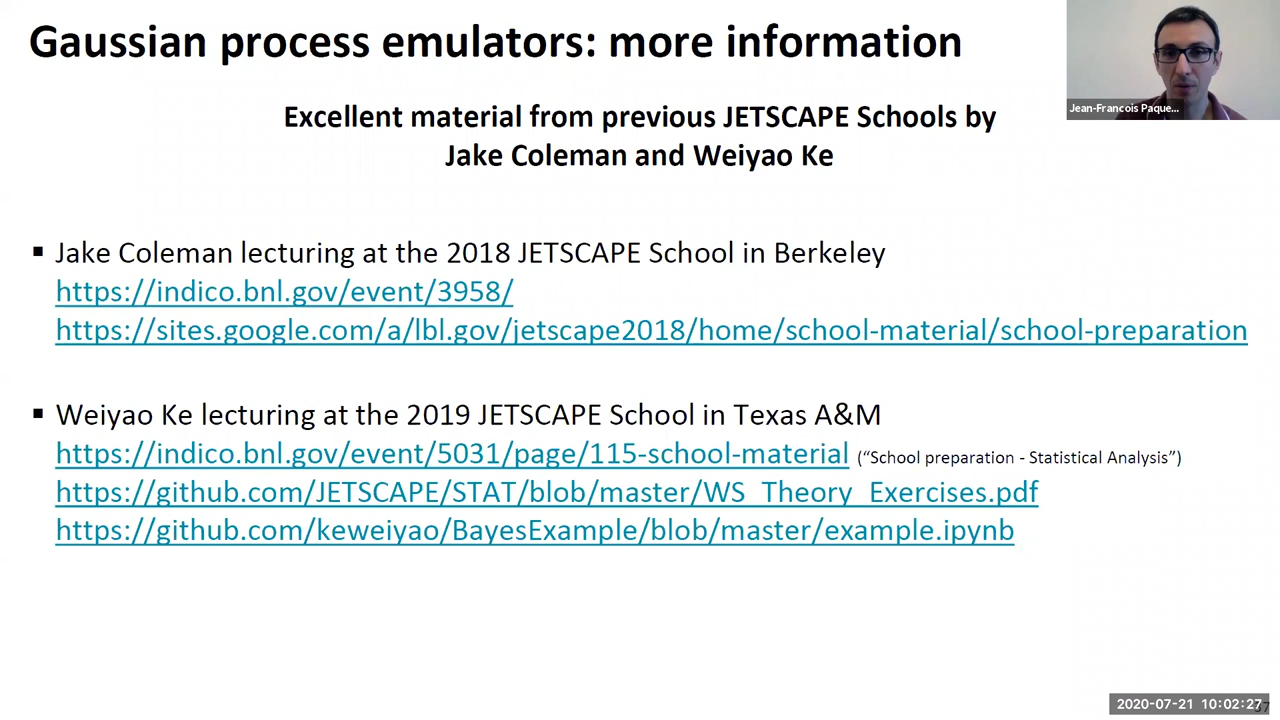 Gaussian process emulators: more information
Jean-Francois Paque...
Excellent material from previous JETSCAPE Schools by
Jake Coleman and Weiyao Ke
▪ Jake Coleman lecturing at the 2018 JETSCAPE School in Berkeley
https://indico.bnl.gov/event/3958/
https://sites.google.com/a/lbl.gov/jetscape2018/home/school-material/school-preparation
▪ Weiyao Ke lecturing at the 2019 JETSCAPE School in Texas A&M
https://indico.bnl.gov/event/5031/page/115-school-material (“School preparation - Statistical Analysis”)
https://github.com/JETSCAPE/STAT/blob/master/WS_Theory_Exercises.pdf
https://github.com/keweiyao/BayesExample/blob/master/example.ipynb
2020-07-21 10:02:27